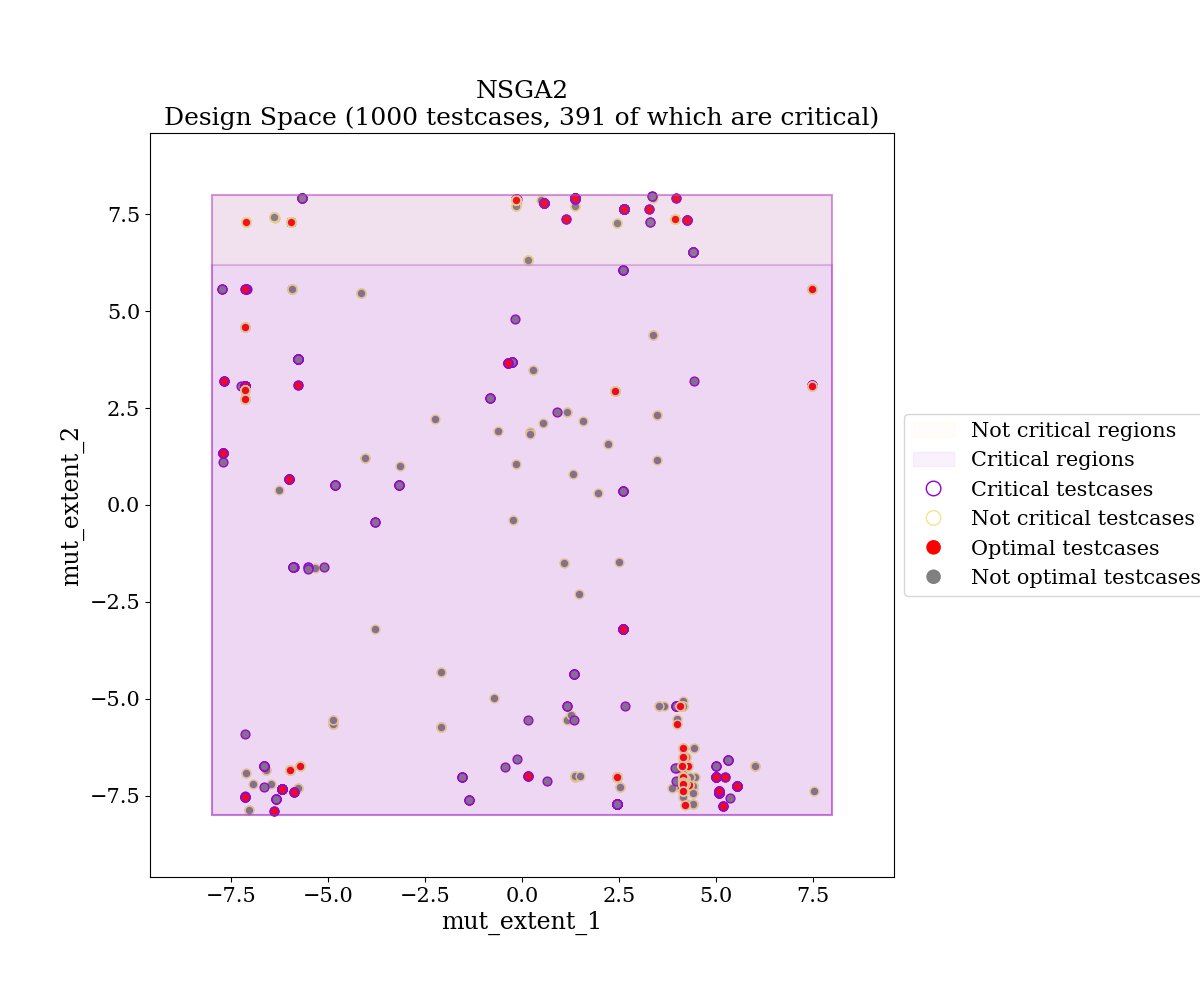 NSGA2
Design Space (1000 testcases, 391 of which are critical)
7.5
5.0
2.5
0.0
−2.5
−5.0
−7.5
mut_extent_2
−7.5
−5.0
−2.5
0.0
2.5
5.0
7.5
mut_extent_1
Not critical regions
Critical regions
Critical testcases
Not critical testcases
Optimal testcases
Not optimal testcases